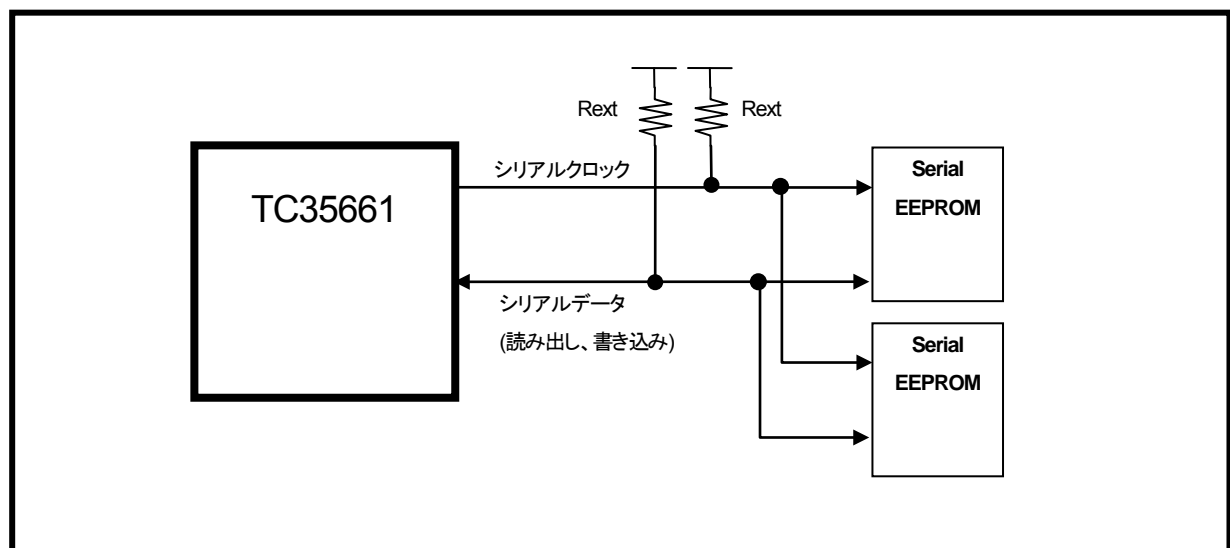 Rext
Rext
シリアルクロック
TC35661
Serial
EEPROM
シリアルデータ
(読み出し、書き込み)
Serial
EEPROM